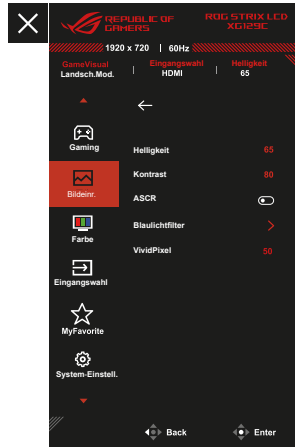 REPUBLIC OF GAMERS
ROG STRIX LCD
XG129C
1920 x 720 | 60Hz
GameVisual
Landsch.Mod.
Eingangswahl
HDMI
Helligkeit
65
Gaming
Bildeinr.
Farbe
Eingangswahl
MyFavorite
System-Einstell.
Helligkeit 65
Kontrast 80
ASCR
Blaulichtfilter
VividPixel 50
Back
Enter